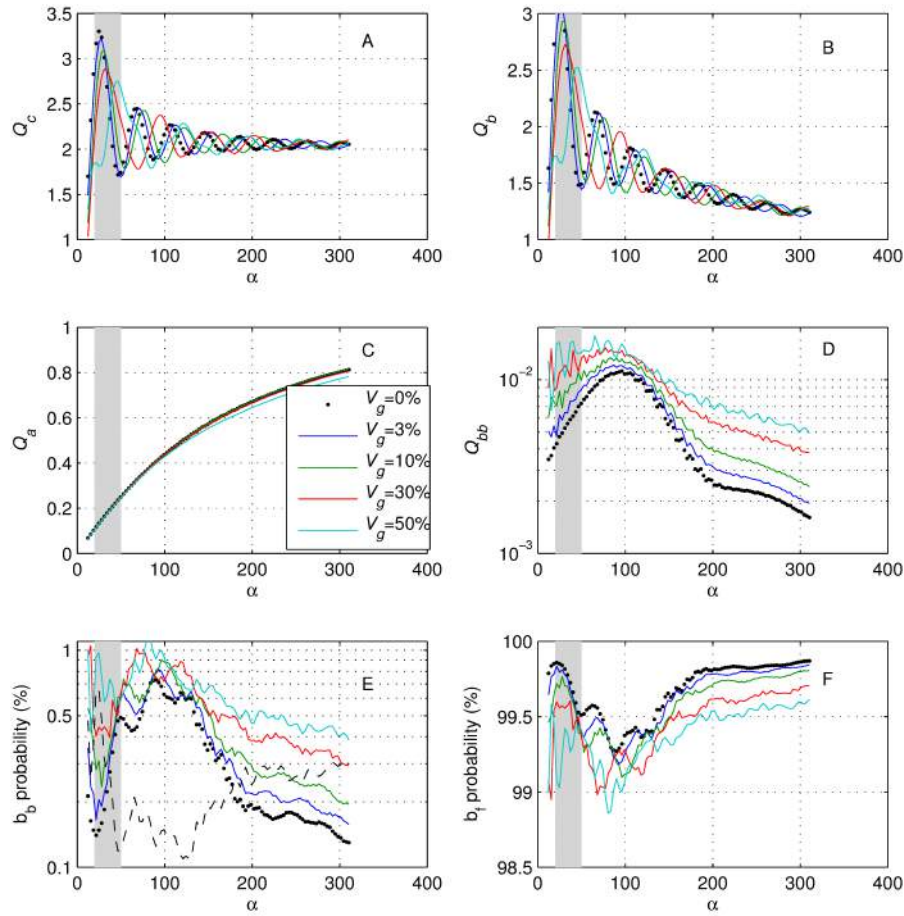 3.5
3
2.5
2
1.5
1
Q_c
A
0 100 200 300 400
α
3
2.5
2
1.5
1
Q_b
B
0 100 200 300 400
α
1
0.8
0.6
0.4
0.2
0
Q_a
C
V_g=0%
V_g=3%
V_g=10%
V_g=30%
V_g=50%
0 100 200 300 400
α
10^-2
10^-3
Q_bb
D
0 100 200 300 400
α
1
0.5
0.1
b_b probability (%)
E
0 100 200 300 400
α
100
99.5
99
98.5
b_f probability (%)
F
0 100 200 300 400
α